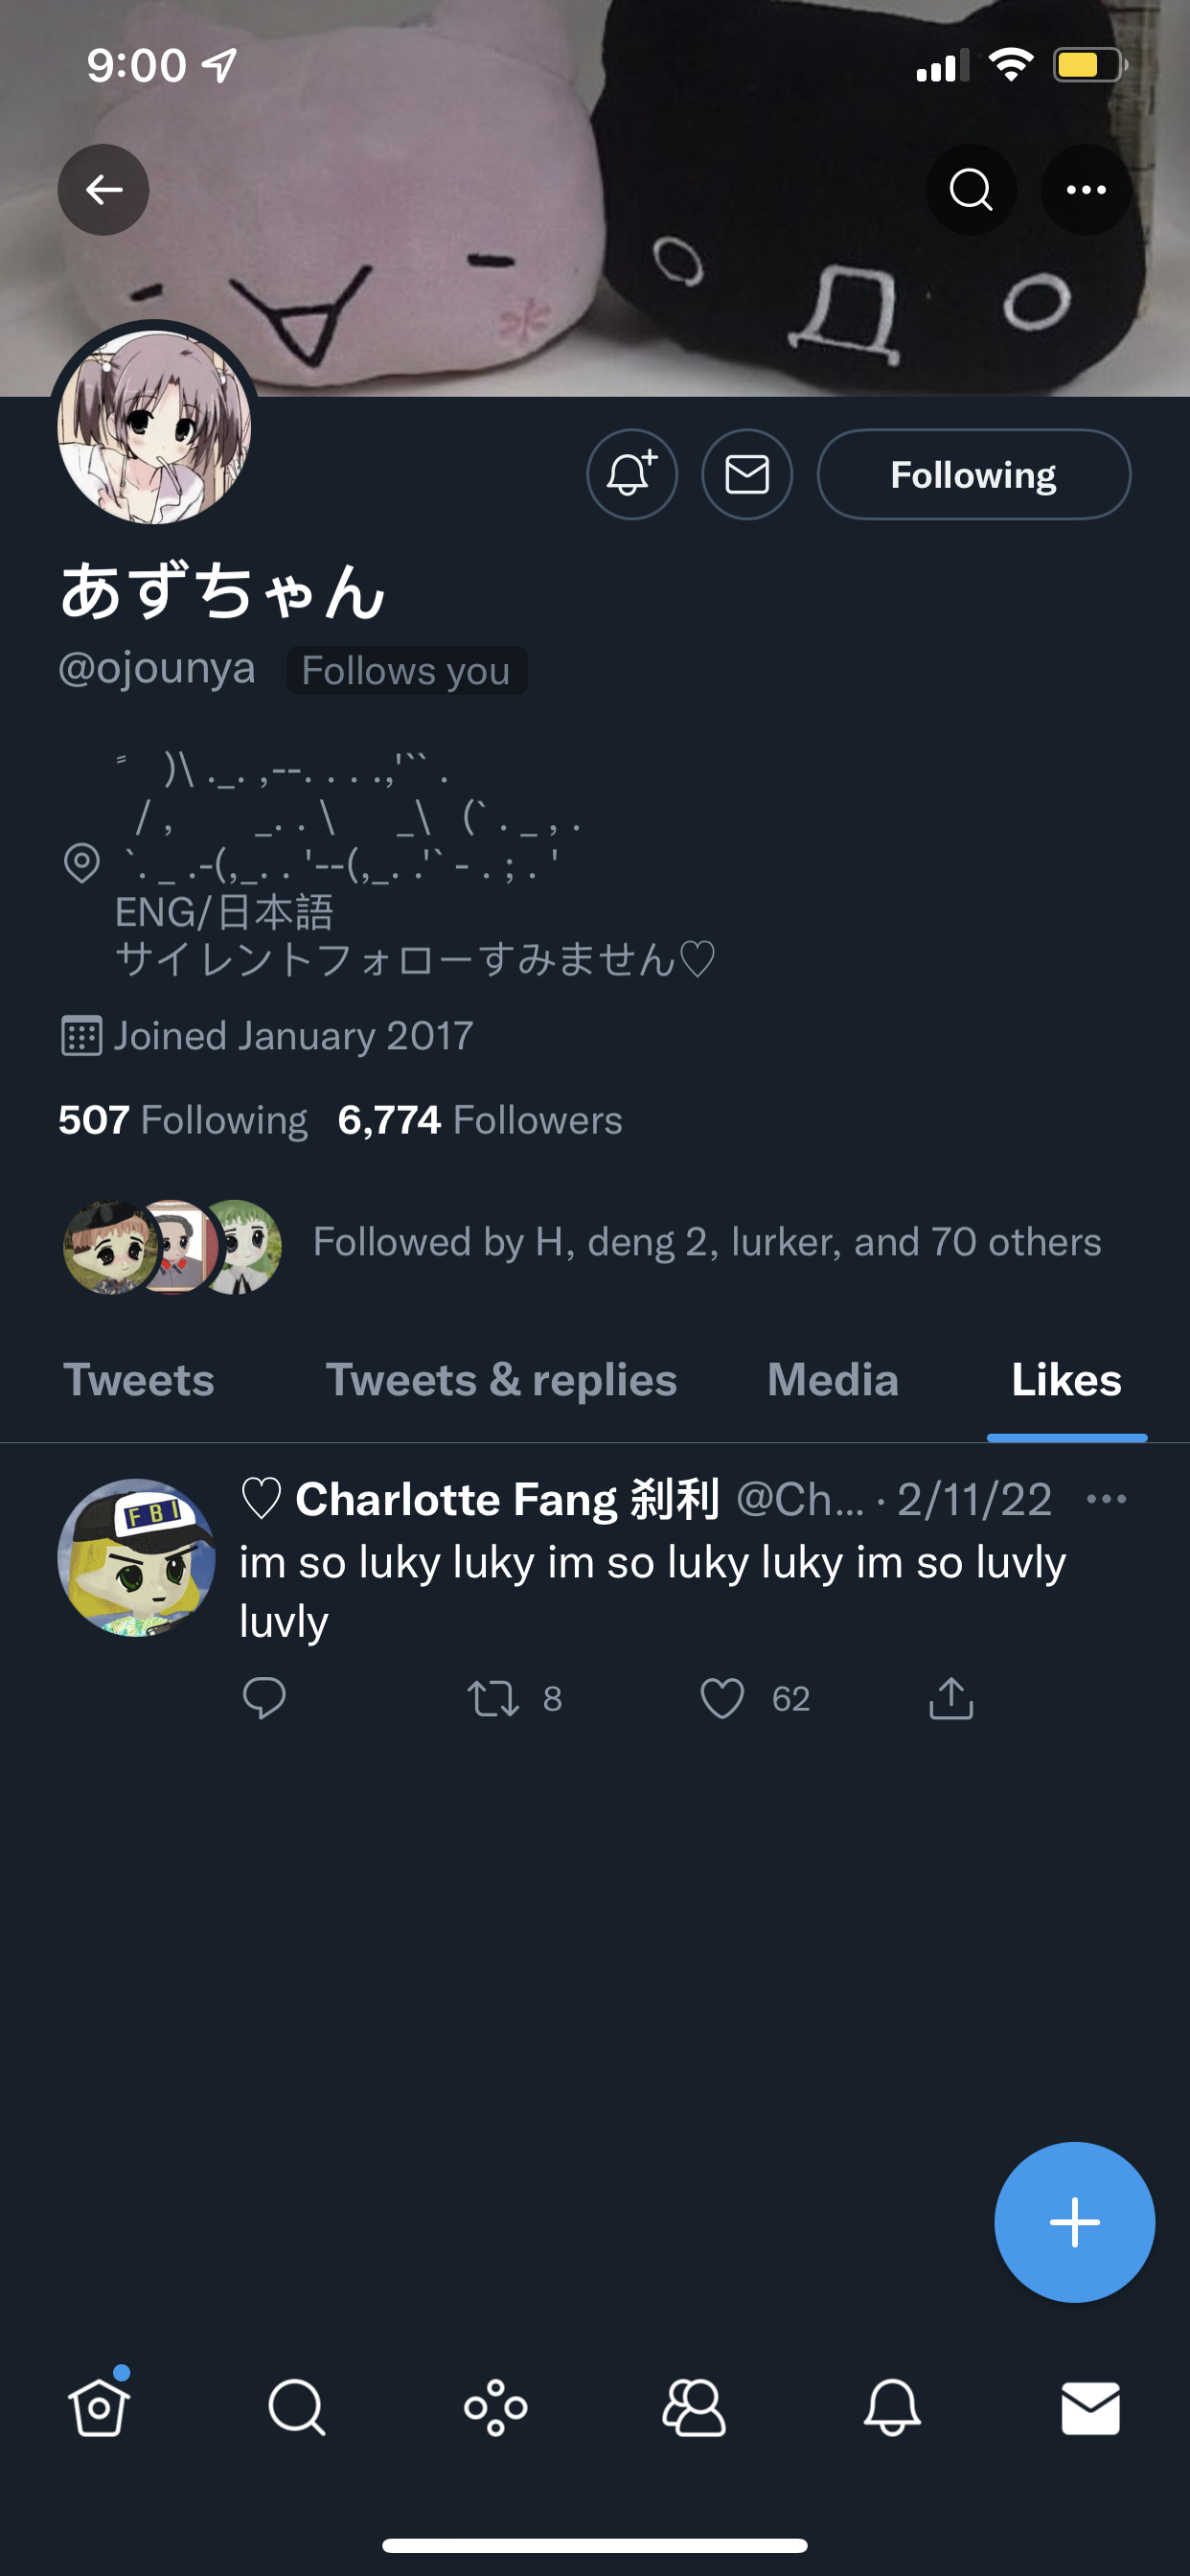 9:00
Following
あずちゃん
@ojounya Follows you
〃 )\ ._. ,--. . . .,'`` .
/ , _. . \ _\ (` . _ , .
`. _ .-(,_. . '--(,_. .'` - . ; . '
ENG/日本語
サイレントフォローすみません♡
Joined January 2017
507 Following 6,774 Followers
Followed by H, deng 2, lurker, and 70 others
Tweets Tweets & replies Media Likes
FBI
♡ Charlotte Fang 刹利 @Ch... · 2/11/22
im so luky luky im so luky luky im so luvly
luvly
8 62